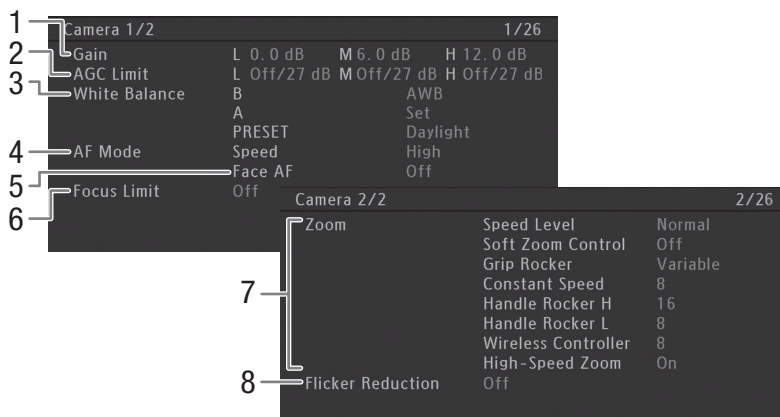 Camera 1/2 1/26
1 Gain L 0.0 dB M 6.0 dB H 12.0 dB
2 AGC Limit L Off/27 dB M Off/27 dB H Off/27 dB
3 White Balance B AWB
A Set
PRESET Daylight
4 AF Mode Speed High
5 Face AF Off
6 Focus Limit Off
Camera 2/2 2/26
7 Zoom Speed Level Normal
Soft Zoom Control Off
Grip Rocker Variable
Constant Speed 8
Handle Rocker H 16
Handle Rocker L 8
Wireless Controller 8
High-Speed Zoom On
8 Flicker Reduction Off